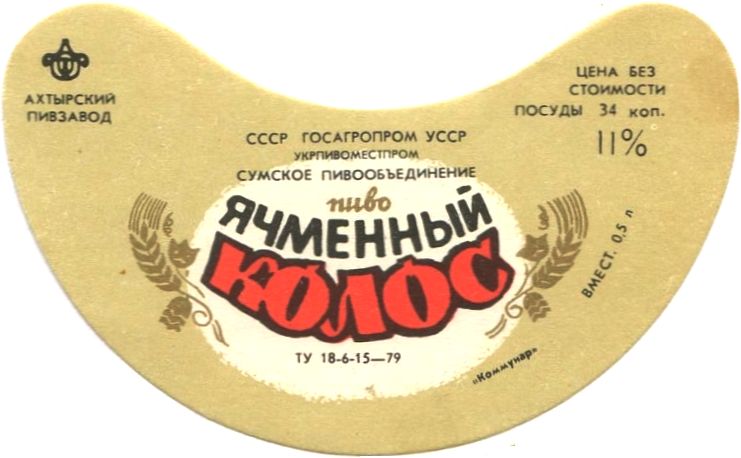 АХТЫРСКИЙ
ПИВЗАВОД
ЦЕНА БЕЗ
СТОИМОСТИ
ПОСУДЫ 34 коп.
11%
СССР ГОСАГРОПРОМ УССР
УКРПИВОМЕСТПРОМ
СУМСКОЕ ПИВООБЪЕДИНЕНИЕ
пиво
ЯЧМЕННЫЙ
КОЛОС
ТУ 18-6-15—79
ВМЕСТ. 0,5 л
„Коммунар"